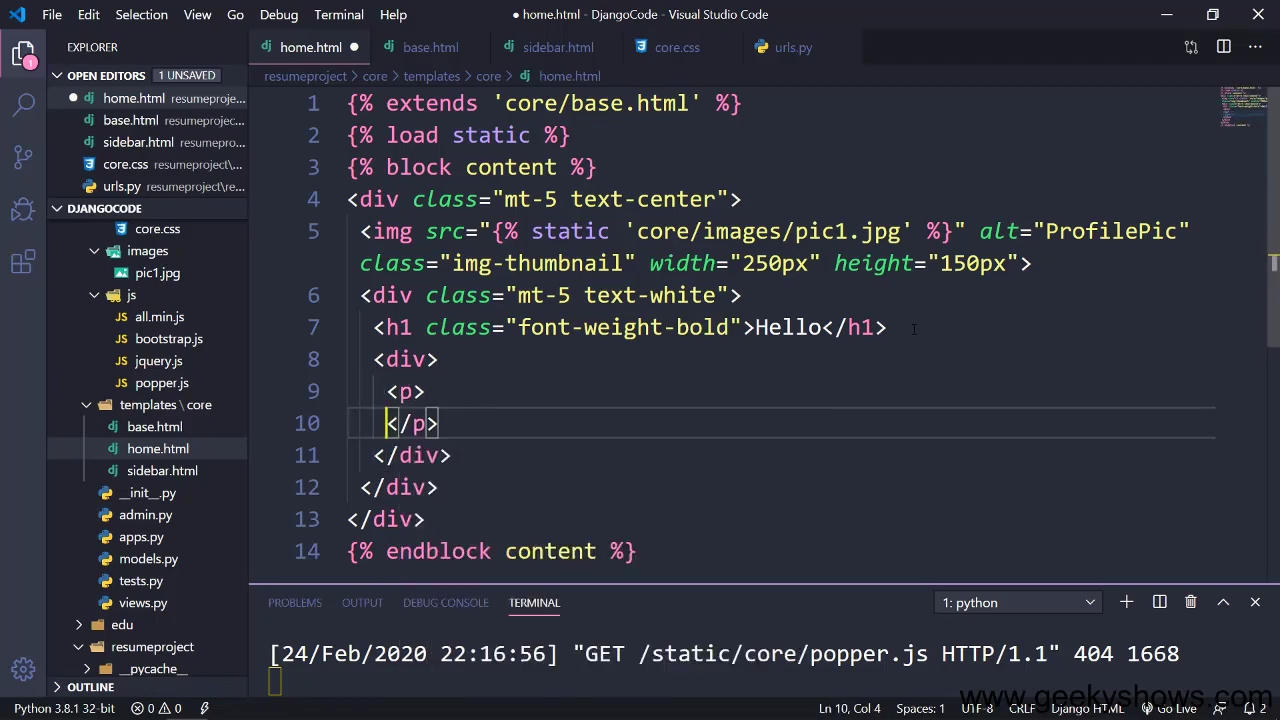 File Edit Selection View Go Debug Terminal Help
● home.html - DjangoCode - Visual Studio Code
EXPLORER
home.html
base.html
sidebar.html
core.css
urls.py
OPEN EDITORS 1 UNSAVED
home.html resumeproje...
base.html resumeproject...
sidebar.html resumepro...
core.css resumeproject\...
urls.py resumeproject\re...
DJANGOCODE
core.css
images
pic1.jpg
js
all.min.js
bootstrap.js
jquery.js
popper.js
templates \ core
base.html
home.html
sidebar.html
__init__.py
admin.py
apps.py
models.py
tests.py
views.py
edu
resumeproject
__pycache__
OUTLINE
1
resumeproject > core > templates > core > home.html
1 {% extends 'core/base.html' %}
2 {% load static %}
3 {% block content %}
4 <div class="mt-5 text-center">
5 <img src="{% static 'core/images/pic1.jpg' %}" alt="ProfilePic"
class="img-thumbnail" width="250px" height="150px">
6 <div class="mt-5 text-white">
7 <h1 class="font-weight-bold">Hello</h1>
8 <div>
9 <p>
10 </p>
11 </div>
12 </div>
13 </div>
14 {% endblock content %}
PROBLEMS OUTPUT DEBUG CONSOLE TERMINAL
1: python
[24/Feb/2020 22:16:56] "GET /static/core/popper.js HTTP/1.1" 404 1668
www.geekyshows.com
Python 3.8.1 32-bit 0 0 Ln 10, Col 4 Spaces: 1 UTF-8 CRLF Django HTML Go Live 2